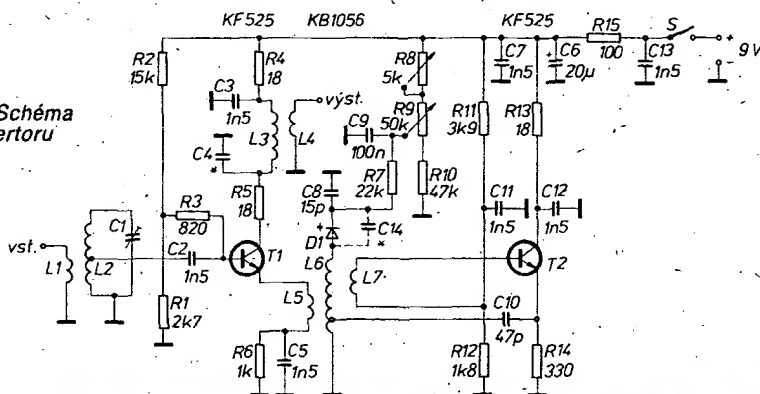 KF525 KB1056 KF525
R15
100
S
+
9V
-
R2
15k
R4
18
R8
5k
C7
1n5
C6
20µ
C13
1n5
Schéma
ertoru
C3
1n5
výst.
L3
L4
C9
100n
R9
50k
R11
3k9
R13
18
C4
*
R7
22k
R10
47k
R5
18
C8
15p
C11
1n5
C12
1n5
C1
R3
820
D1
+
C14
*
vst.
L1
L2
C2
1n5
T1
L6
L7
T2
L5
C10
47p
R1
2k7
R6
1k
C5
1n5
R12
1k8
R14
330